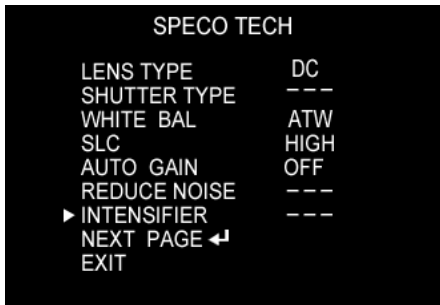 SPECO TECH
LENS TYPE DC
SHUTTER TYPE ---
WHITE BAL ATW
SLC HIGH
AUTO GAIN OFF
REDUCE NOISE ---
▶ INTENSIFIER ---
NEXT PAGE ↵
EXIT